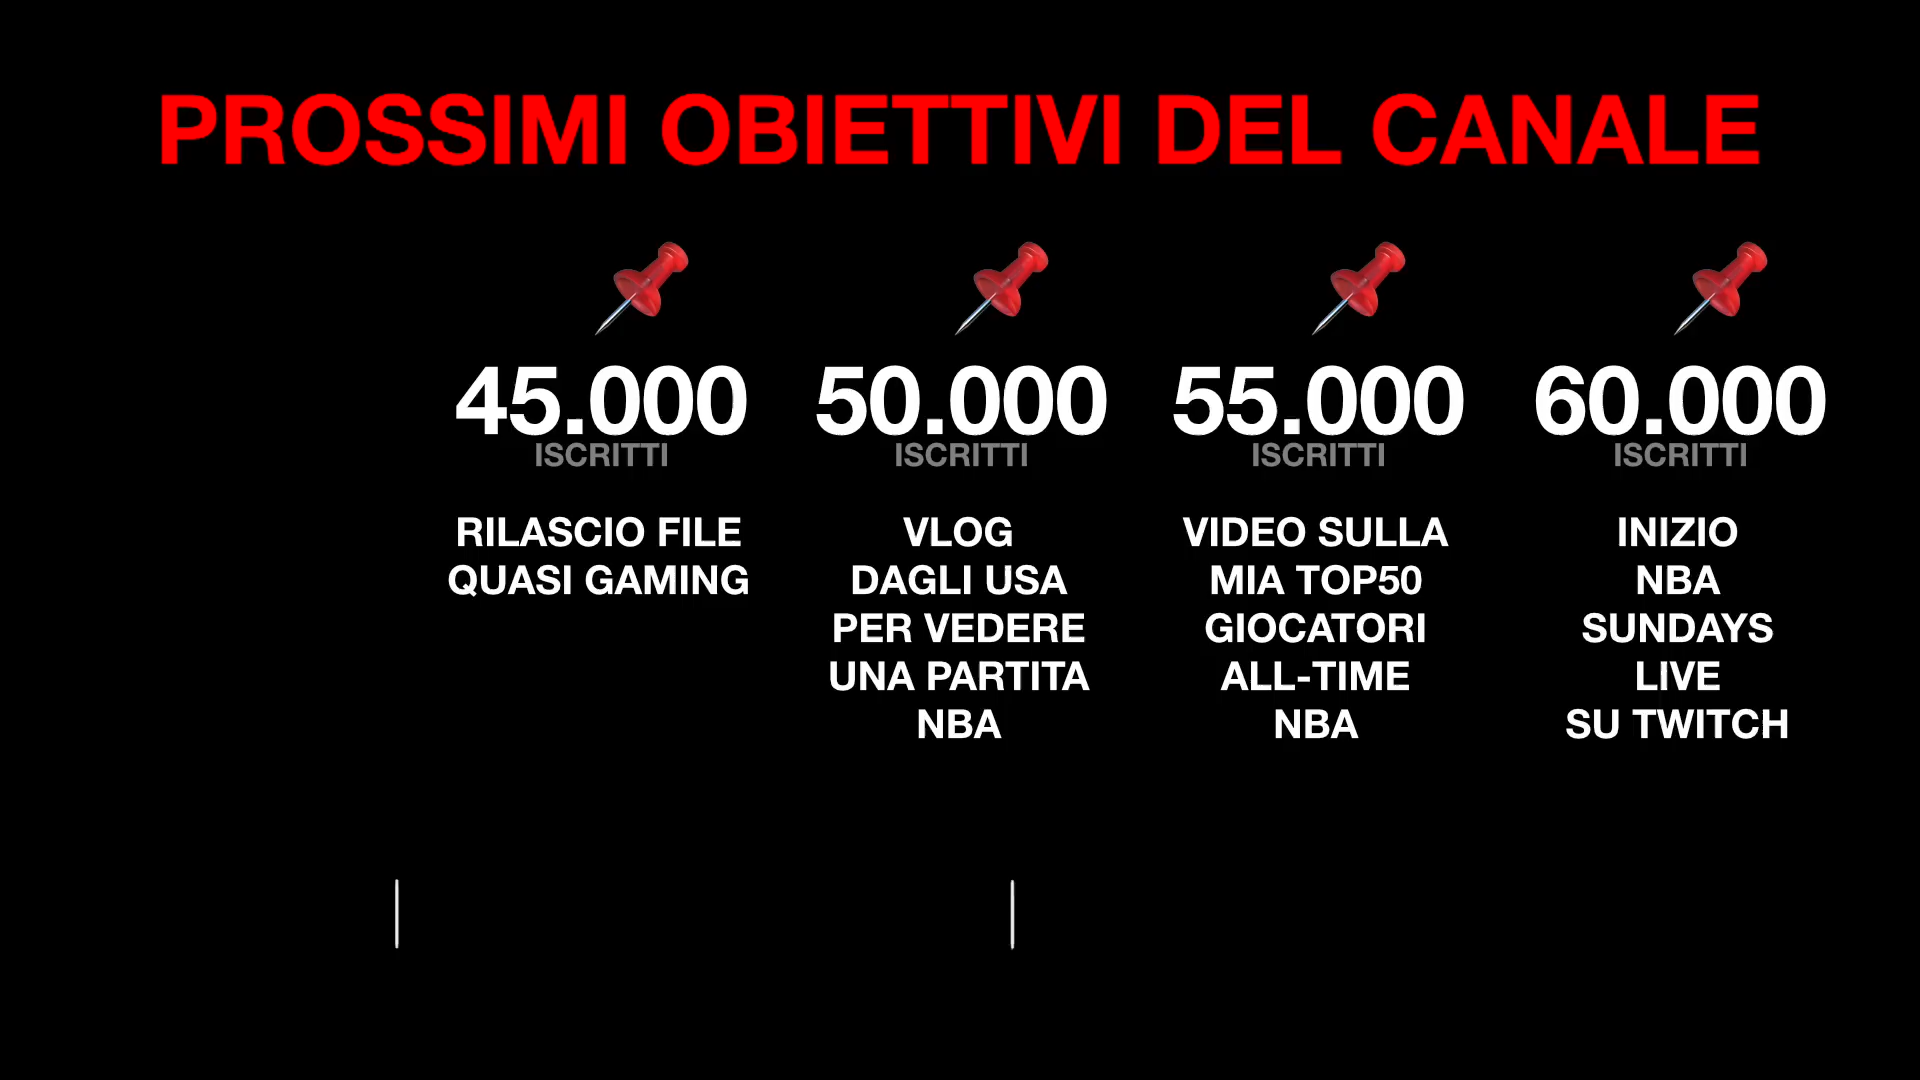 PROSSIMI OBIETTIVI DEL CANALE
45.000
ISCRITTI
RILASCIO FILE
QUASI GAMING
50.000
ISCRITTI
VLOG
DAGLI USA
PER VEDERE
UNA PARTITA
NBA
55.000
ISCRITTI
VIDEO SULLA
MIA TOP50
GIOCATORI
ALL-TIME
NBA
60.000
ISCRITTI
INIZIO
NBA
SUNDAYS
LIVE
SU TWITCH